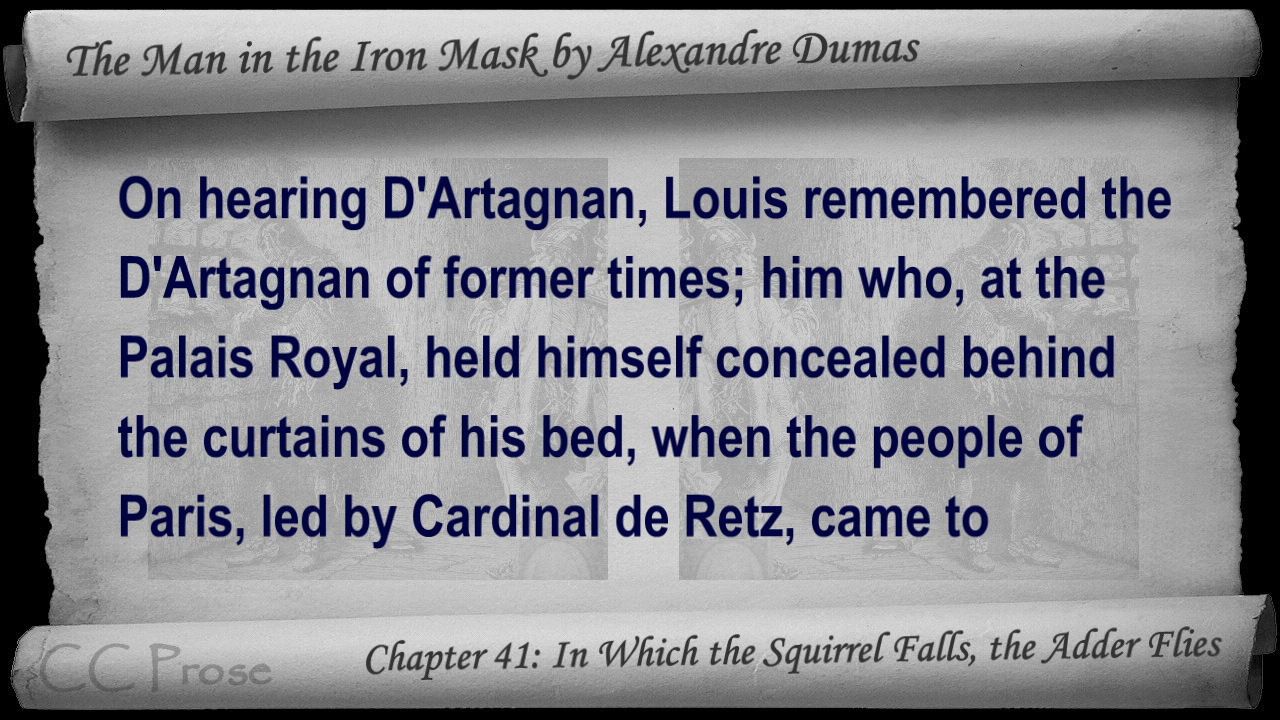 The Man in the Iron Mask by Alexandre Dumas
On hearing D'Artagnan, Louis remembered the
D'Artagnan of former times; him who, at the
Palais Royal, held himself concealed behind
the curtains of his bed, when the people of
Paris, led by Cardinal de Retz, came to
CC Prose
Chapter 41: In Which the Squirrel Falls, the Adder Flies